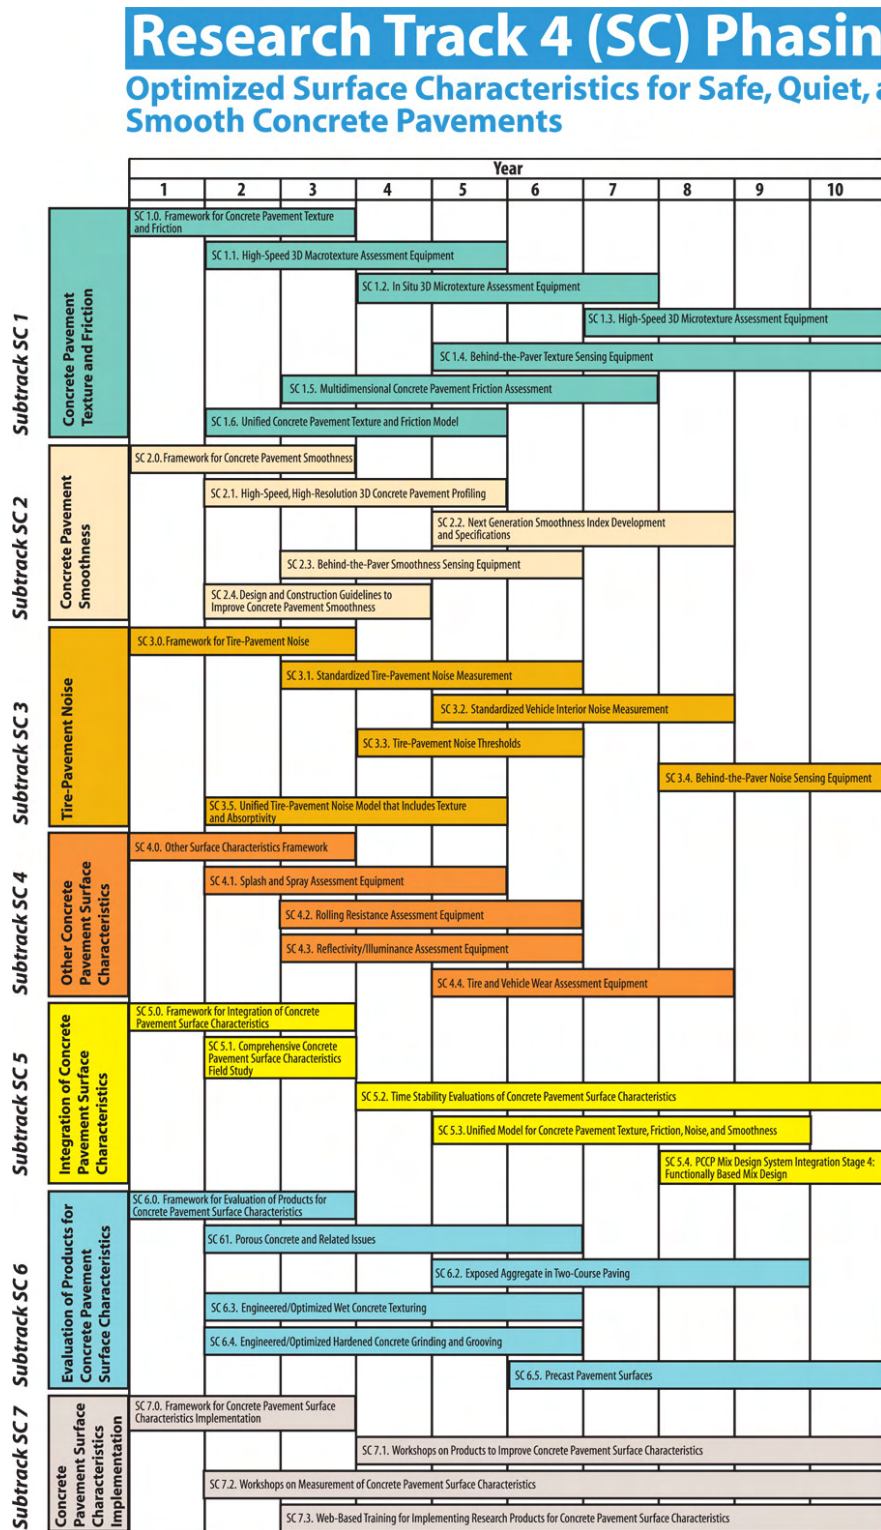 Research Track 4 (SC) Phasin
Optimized Surface Characteristics for Safe, Quiet, a
Smooth Concrete Pavements
Year
1 2 3 4 5 6 7 8 9 10
Subtrack SC 1
Concrete Pavement
Texture and Friction
SC 1.0. Framework for Concrete Pavement Texture
and Friction
SC 1.1. High-Speed 3D Macrotexture Assessment Equipment
SC 1.2. In Situ 3D Microtexture Assessment Equipment
SC 1.3. High-Speed 3D Microtexture Assessment Equipment
SC 1.4. Behind-the-Paver Texture Sensing Equipment
SC 1.5. Multidimensional Concrete Pavement Friction Assessment
SC 1.6. Unified Concrete Pavement Texture and Friction Model
Subtrack SC 2
Concrete Pavement
Smoothness
SC 2.0. Framework for Concrete Pavement Smoothness
SC 2.1. High-Speed, High-Resolution 3D Concrete Pavement Profiling
SC 2.2. Next Generation Smoothness Index Development
and Specifications
SC 2.3. Behind-the-Paver Smoothness Sensing Equipment
SC 2.4. Design and Construction Guidelines to
Improve Concrete Pavement Smoothness
Subtrack SC 3
Tire-Pavement Noise
SC 3.0. Framework for Tire-Pavement Noise
SC 3.1. Standardized Tire-Pavement Noise Measurement
SC 3.2. Standardized Vehicle Interior Noise Measurement
SC 3.3. Tire-Pavement Noise Thresholds
SC 3.4. Behind-the-Paver Noise Sensing Equipment
SC 3.5. Unified Tire-Pavement Noise Model that Includes Texture
and Absorptivity
Subtrack SC 4
Other Concrete
Pavement Surface
Characteristics
SC 4.0. Other Surface Characteristics Framework
SC 4.1. Splash and Spray Assessment Equipment
SC 4.2. Rolling Resistance Assessment Equipment
SC 4.3. Reflectivity/Illuminance Assessment Equipment
SC 4.4. Tire and Vehicle Wear Assessment Equipment
Subtrack SC 5
Integration of Concrete
Pavement Surface
Characteristics
SC 5.0. Framework for Integration of Concrete
Pavement Surface Characteristics
SC 5.1. Comprehensive Concrete
Pavement Surface Characteristics
Field Study
SC 5.2. Time Stability Evaluations of Concrete Pavement Surface Characteristics
SC 5.3. Unified Model for Concrete Pavement Texture, Friction, Noise, and Smoothness
SC 5.4. PCCP Mix Design System Integration Stage 4:
Functionally Based Mix Design
Subtrack SC 6
Evaluation of Products for
Concrete Pavement
Surface Characteristics
SC 6.0. Framework for Evaluation of Products for
Concrete Pavement Surface Characteristics
SC 61. Porous Concrete and Related Issues
SC 6.2. Exposed Aggregate in Two-Course Paving
SC 6.3. Engineered/Optimized Wet Concrete Texturing
SC 6.4. Engineered/Optimized Hardened Concrete Grinding and Grooving
SC 6.5. Precast Pavement Surfaces
Subtrack SC 7
Concrete
Pavement Surface
Characteristics
Implementation
SC 7.0. Framework for Concrete Pavement Surface
Characteristics Implementation
SC 7.1. Workshops on Products to Improve Concrete Pavement Surface Characteristics
SC 7.2. Workshops on Measurement of Concrete Pavement Surface Characteristics
SC 7.3. Web-Based Training for Implementing Research Products for Concrete Pavement Surface Characteristics